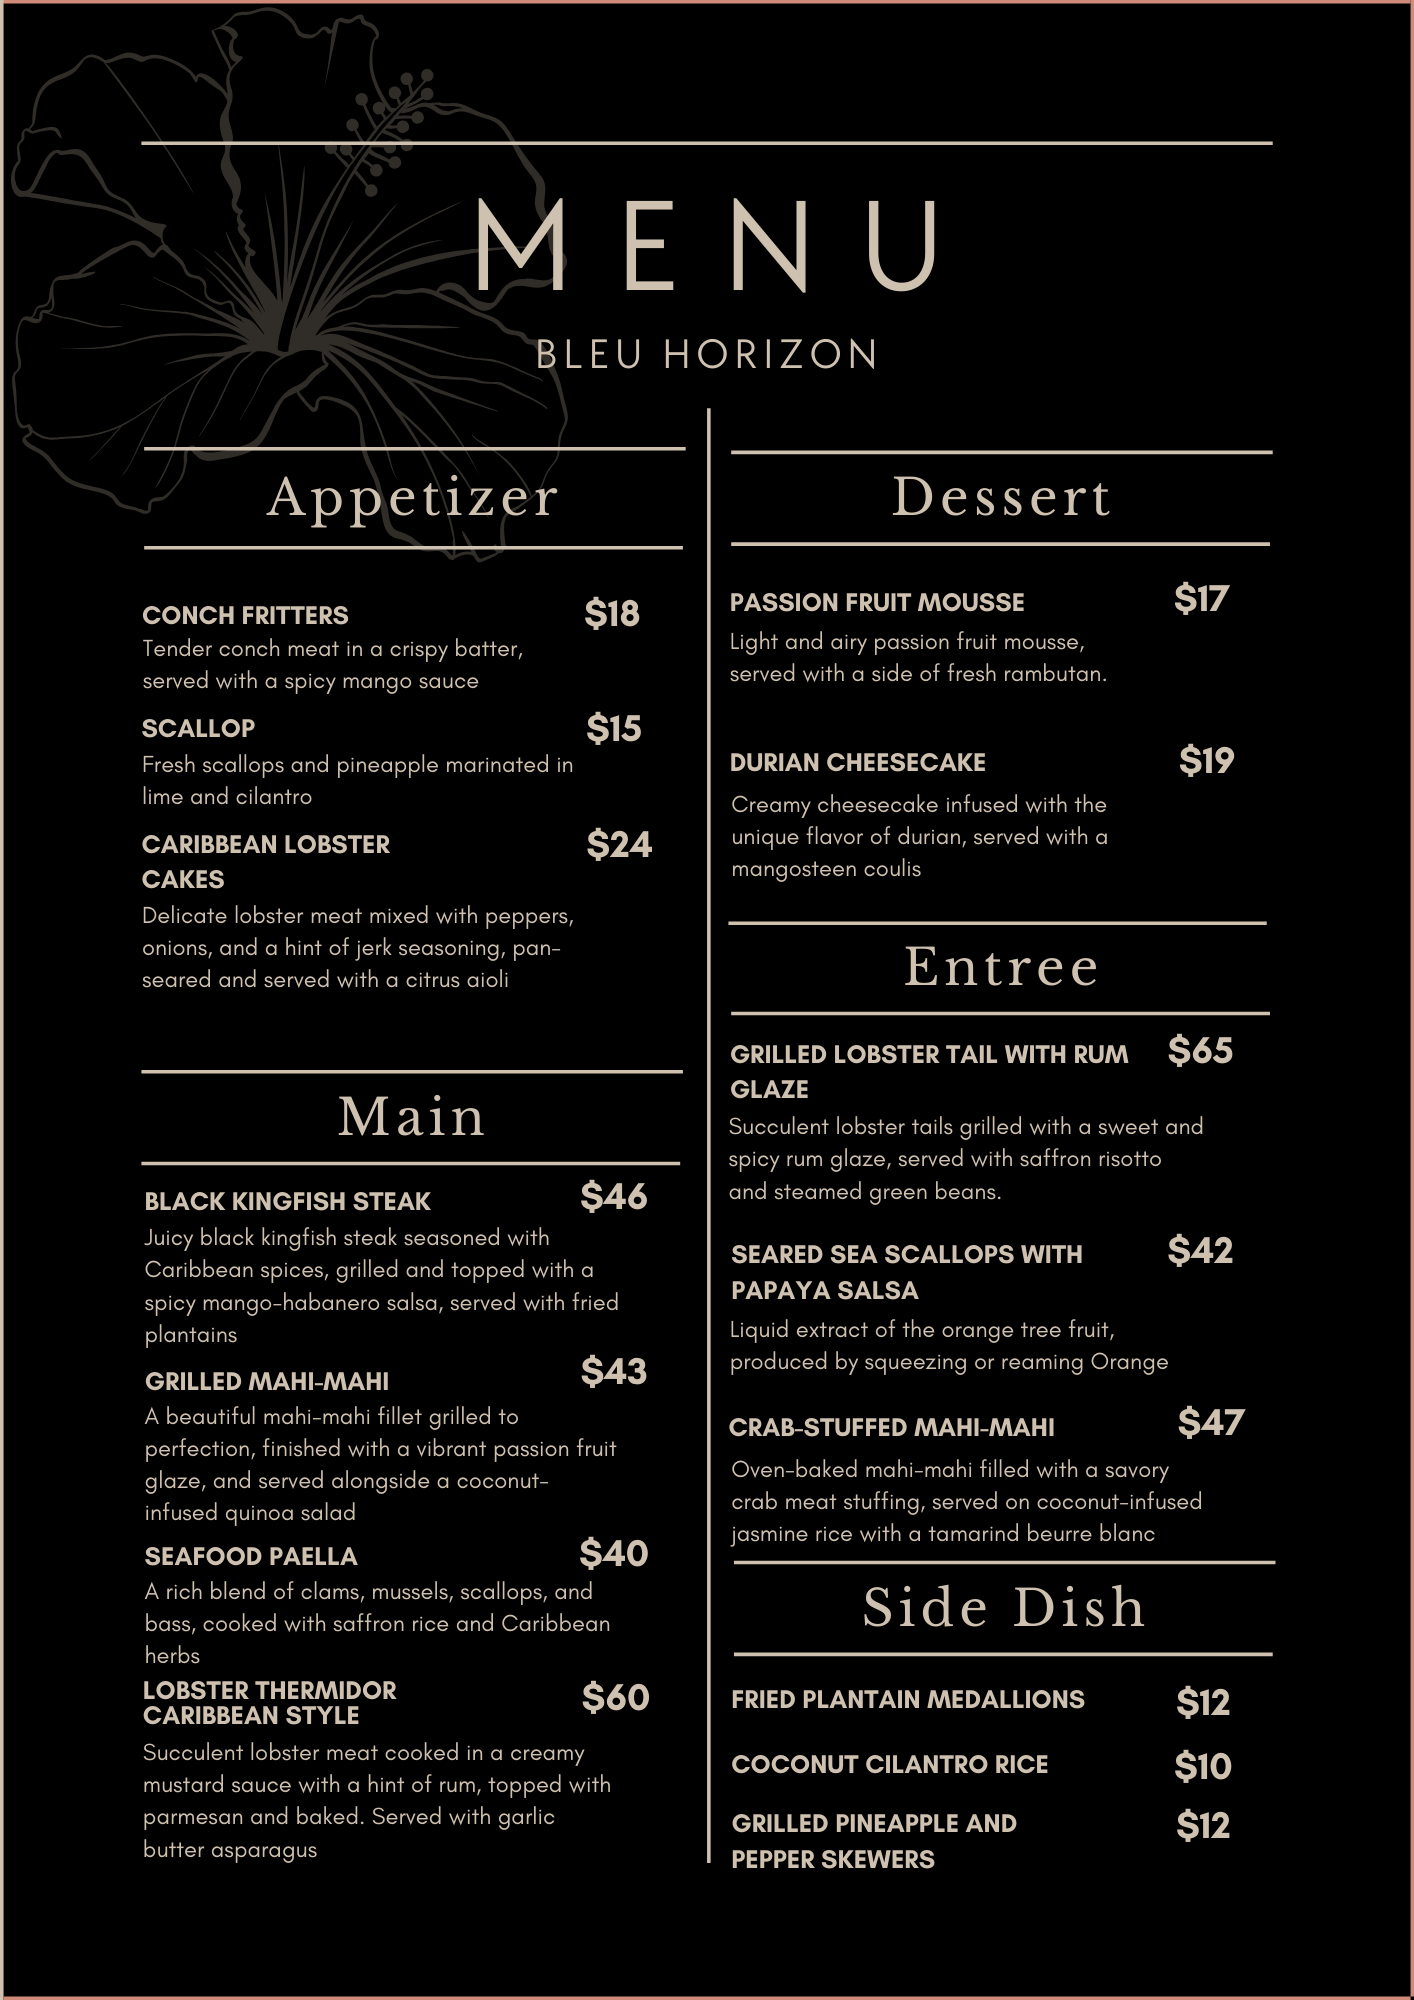 MENU
BLEU HORIZON
Appetizer
CONCH FRITTERS $18
Tender conch meat in a crispy batter,
served with a spicy mango sauce
SCALLOP $15
Fresh scallops and pineapple marinated in
lime and cilantro
CARIBBEAN LOBSTER $24
CAKES
Delicate lobster meat mixed with peppers,
onions, and a hint of jerk seasoning, pan-
seared and served with a citrus aioli
Main
BLACK KINGFISH STEAK $46
Juicy black kingfish steak seasoned with
Caribbean spices, grilled and topped with a
spicy mango-habanero salsa, served with fried
plantains
GRILLED MAHI-MAHI $43
A beautiful mahi-mahi fillet grilled to
perfection, finished with a vibrant passion fruit
glaze, and served alongside a coconut-
infused quinoa salad
SEAFOOD PAELLA $40
A rich blend of clams, mussels, scallops, and
bass, cooked with saffron rice and Caribbean
herbs
LOBSTER THERMIDOR $60
CARIBBEAN STYLE
Succulent lobster meat cooked in a creamy
mustard sauce with a hint of rum, topped with
parmesan and baked. Served with garlic
butter asparagus
Dessert
PASSION FRUIT MOUSSE $17
Light and airy passion fruit mousse,
served with a side of fresh rambutan.
DURIAN CHEESECAKE $19
Creamy cheesecake infused with the
unique flavor of durian, served with a
mangosteen coulis
Entree
GRILLED LOBSTER TAIL WITH RUM $65
GLAZE
Succulent lobster tails grilled with a sweet and
spicy rum glaze, served with saffron risotto
and steamed green beans.
SEARED SEA SCALLOPS WITH $42
PAPAYA SALSA
Liquid extract of the orange tree fruit,
produced by squeezing or reaming Orange
CRAB-STUFFED MAHI-MAHI $47
Oven-baked mahi-mahi filled with a savory
crab meat stuffing, served on coconut-infused
jasmine rice with a tamarind beurre blanc
Side Dish
FRIED PLANTAIN MEDALLIONS $12
COCONUT CILANTRO RICE $10
GRILLED PINEAPPLE AND $12
PEPPER SKEWERS